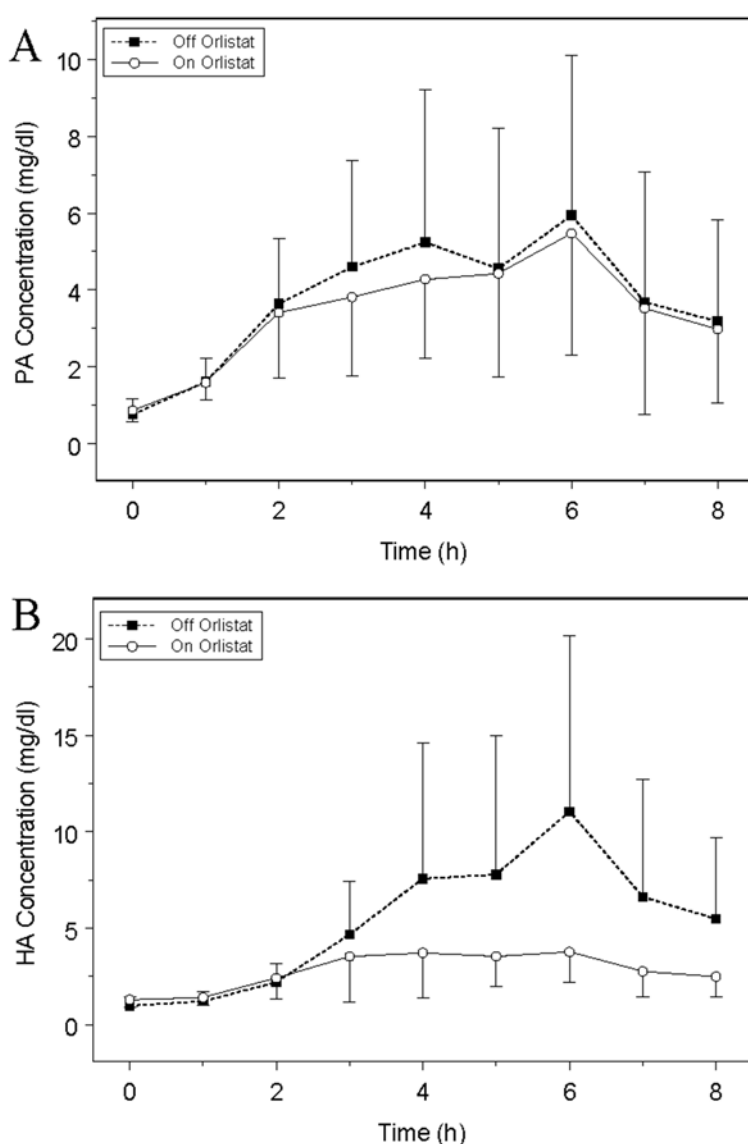 A
Off Orlistat
On Orlistat
PA Concentration (mg/dl)
10
8
6
4
2
0
0 2 4 6 8
Time (h)
B
Off Orlistat
On Orlistat
HA Concentration (mg/dl)
20
15
10
5
0
0 2 4 6 8
Time (h)